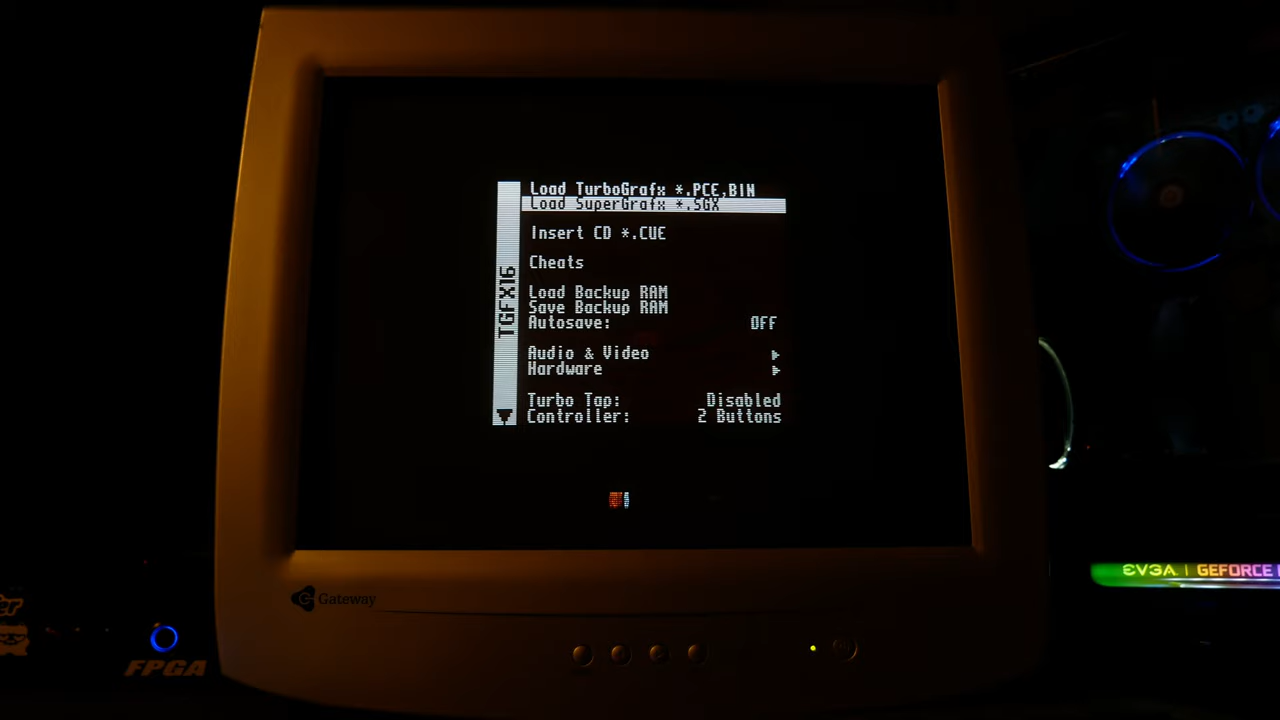 Load TurboGrafx *.PCE,BIN
Load SuperGrafx *.SGX
Insert CD *.CUE
Cheats
Load Backup RAM
Save Backup RAM
Autosave: OFF
Audio & Video
Hardware
Turbo Tap: Disabled
Controller: 2 Buttons
TGFX16
Gateway
EVGA | GEFORCE
FPGA